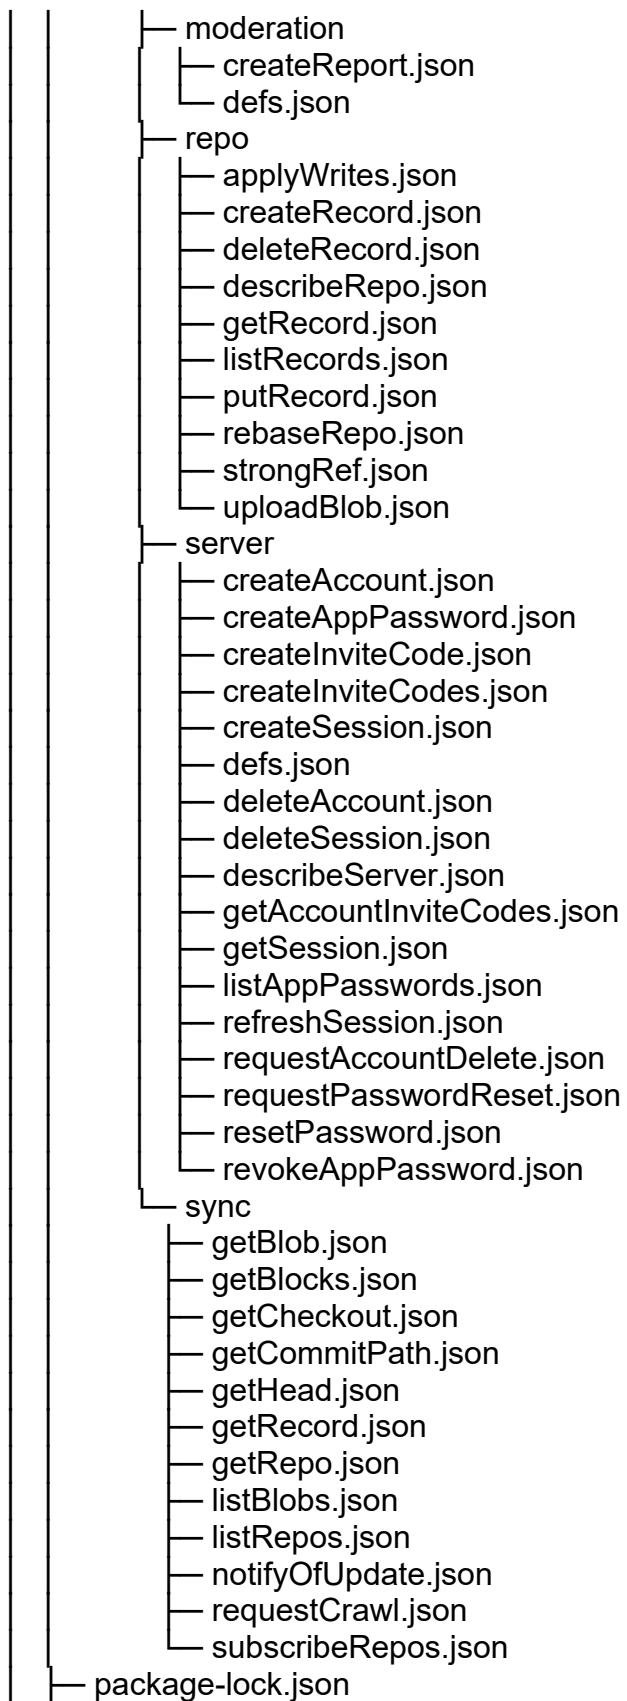 moderation
createReport.json
defs.json
repo
applyWrites.json
createRecord.json
deleteRecord.json
describeRepo.json
getRecord.json
listRecords.json
putRecord.json
rebaseRepo.json
strongRef.json
uploadBlob.json
server
createAccount.json
createAppPassword.json
createInviteCode.json
createInviteCodes.json
createSession.json
defs.json
deleteAccount.json
deleteSession.json
describeServer.json
getAccountInviteCodes.json
getSession.json
listAppPasswords.json
refreshSession.json
requestAccountDelete.json
requestPasswordReset.json
resetPassword.json
revokeAppPassword.json
sync
getBlob.json
getBlocks.json
getCheckout.json
getCommitPath.json
getHead.json
getRecord.json
getRepo.json
listBlobs.json
listRepos.json
notifyOfUpdate.json
requestCrawl.json
subscribeRepos.json
package-lock.json